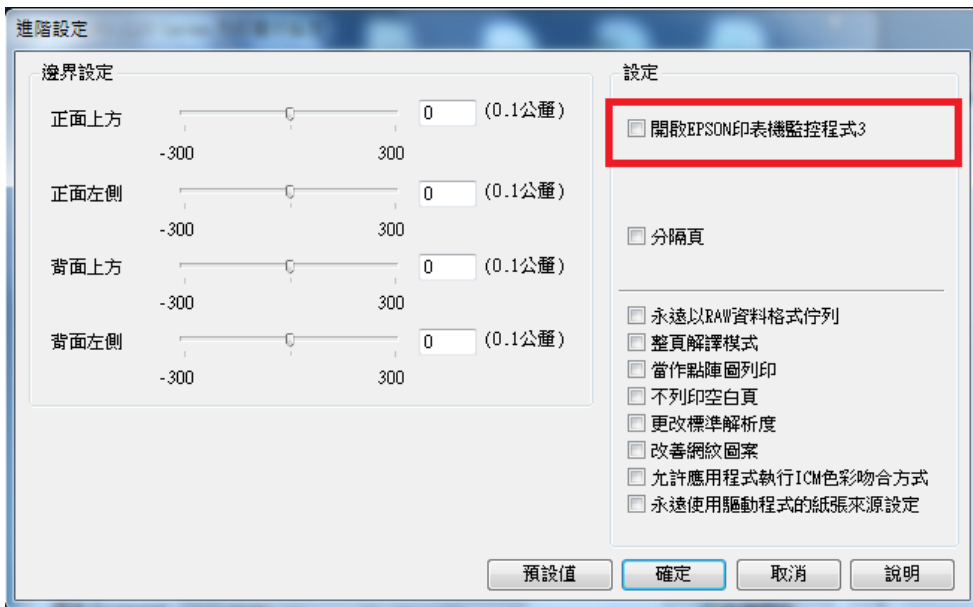 進階設定
邊界設定
正面上方
0
(0.1公釐)
-300
300
正面左側
0
(0.1公釐)
-300
300
背面上方
0
(0.1公釐)
-300
300
背面左側
0
(0.1公釐)
-300
300
設定
開啟EPSON印表機監控程式3
分隔頁
永遠以RAW資料格式佇列
整頁解譯模式
當作點陣圖列印
不列印空白頁
更改標準解析度
改善網紋圖案
允許應用程式執行ICM色彩吻合方式
永遠使用驅動程式的紙張來源設定
預設值
確定
取消
說明